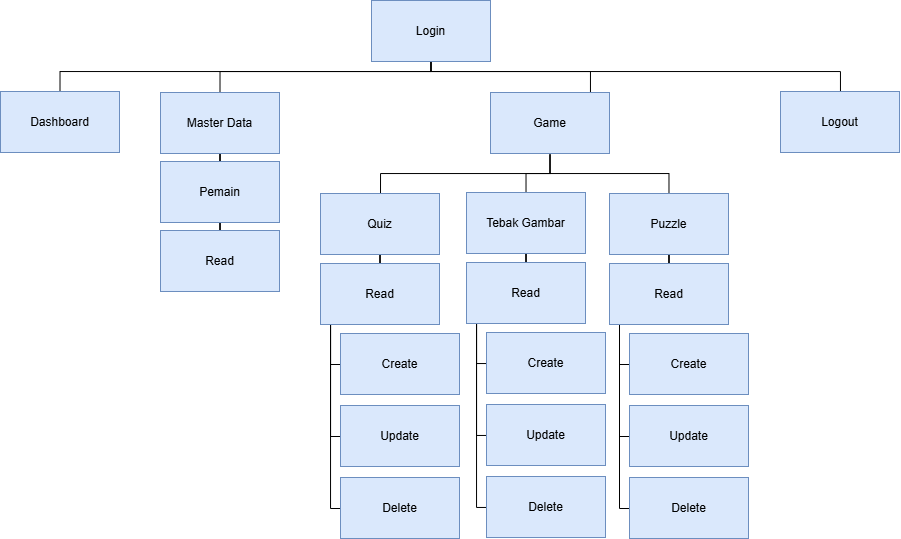 Login
Dashboard
Master Data
Game
Logout
Pemain
Read
Quiz
Tebak Gambar
Puzzle
Read
Read
Read
Create
Create
Create
Update
Update
Update
Delete
Delete
Delete